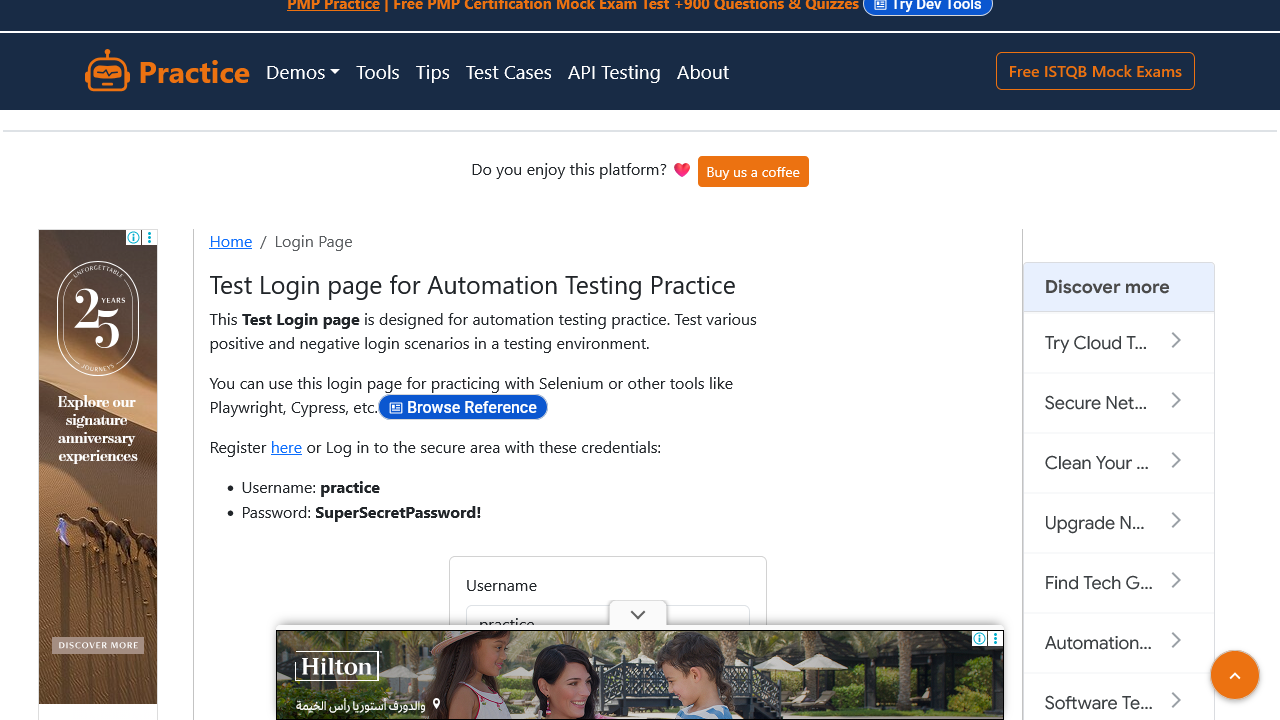 PMP Practice | Free PMP Certification Mock Exam Test +900 Questions & Quizzes Try Dev Tools
Practice Demos Tools Tips Test Cases API Testing About Free ISTQB Mock Exams
Do you enjoy this platform? Buy us a coffee
UNFORGETTABLE
25 YEARS
JOURNEYS
Explore our
signature
anniversary
experiences
DISCOVER MORE
Home / Login Page
Test Login page for Automation Testing Practice
This Test Login page is designed for automation testing practice. Test various
positive and negative login scenarios in a testing environment.
You can use this login page for practicing with Selenium or other tools like
Playwright, Cypress, etc. Browse Reference
Register here or Log in to the secure area with these credentials:
Username: practice
Password: SuperSecretPassword!
Username
practice
Discover more
Try Cloud T...
Secure Net...
Clean Your ...
Upgrade N...
Find Tech G...
Automation...
Software Te...
Hilton
والدورف أستوريا رأس الخيمة